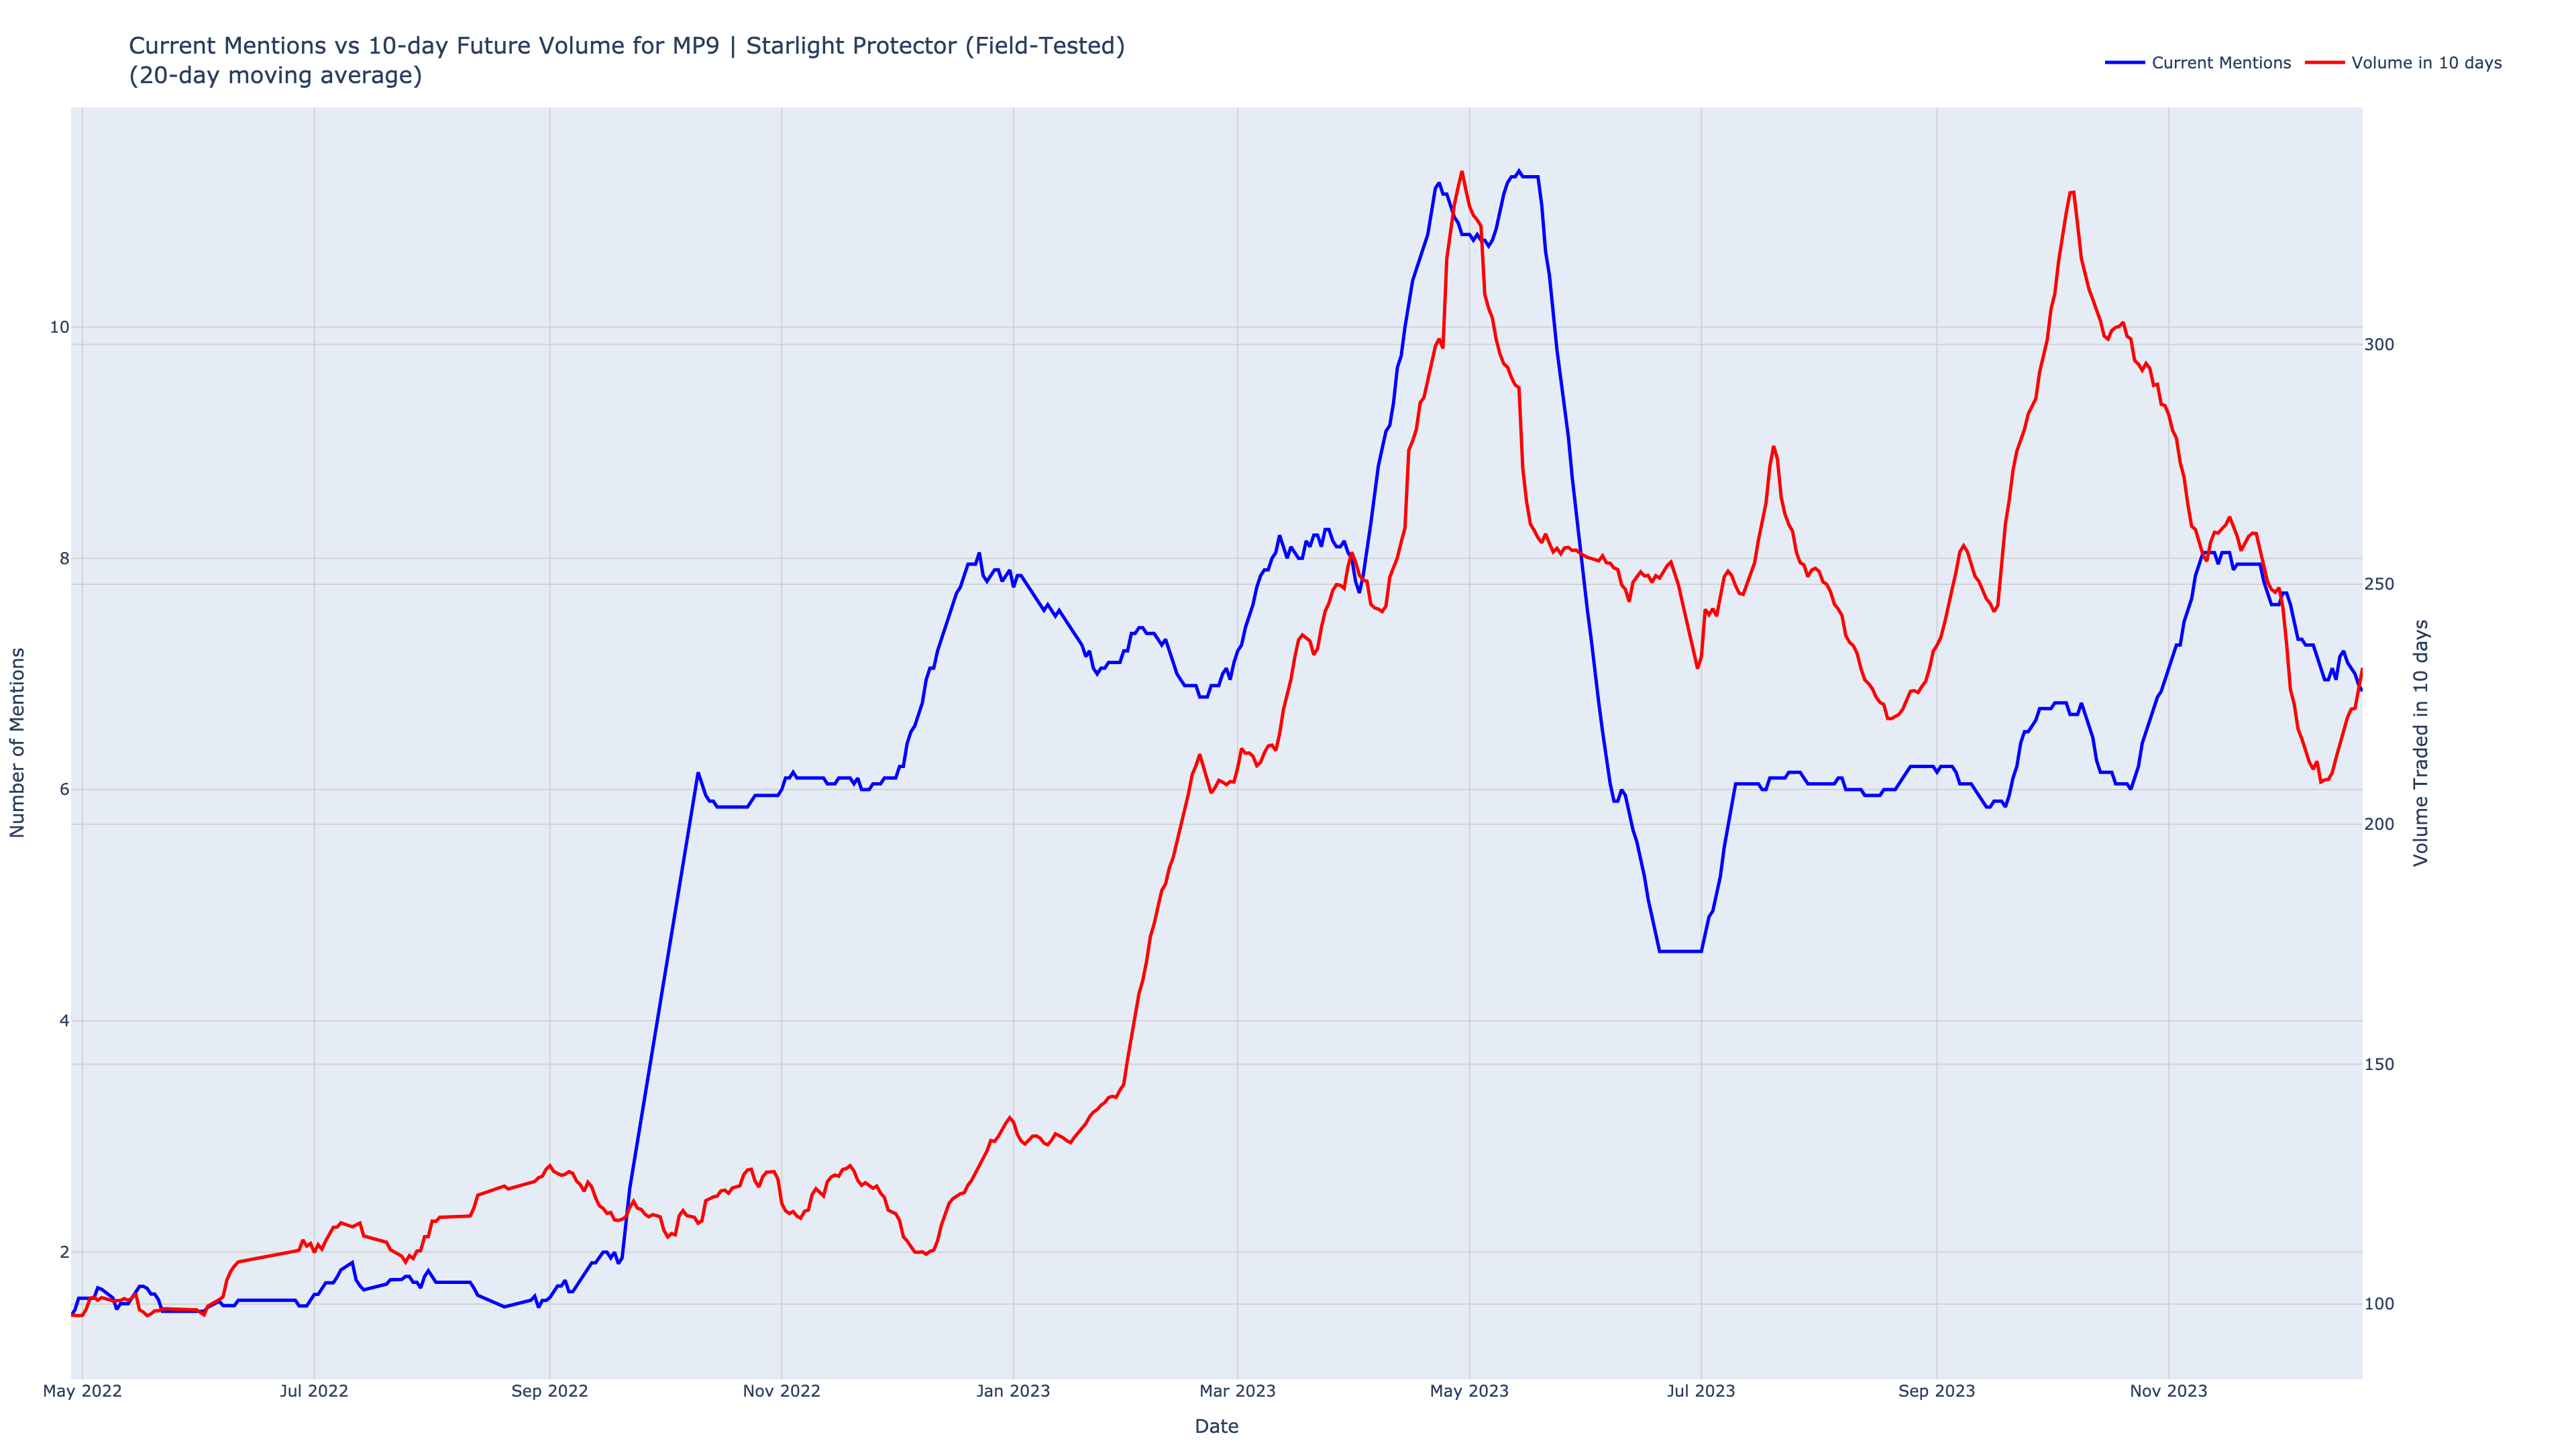 Current Mentions vs 10-day Future Volume for MP9 | Starlight Protector (Field-Tested)
(20-day moving average)
Current Mentions
Volume in 10 days
Number of Mentions
10
8
6
4
2
300
250
200
150
100
Volume Traded in 10 days
May 2022
Jul 2022
Sep 2022
Nov 2022
Jan 2023
Mar 2023
May 2023
Jul 2023
Sep 2023
Nov 2023
Date